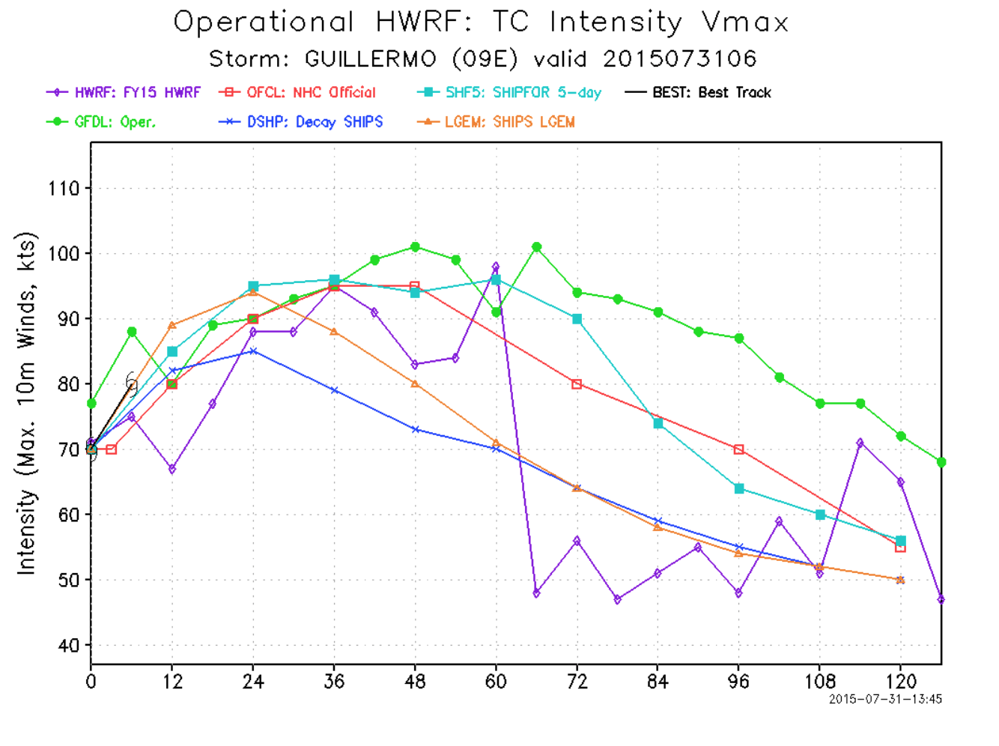 Operational HWRF: TC Intensity Vmax
Storm: GUILLERMO (09E) valid 2015073106
HWRF: FY15 HWRF OFCL: NHC Official SHF5: SHIPFOR 5-day BEST: Best Track
GFDL: Oper. DSHP: Decay SHIPS LGEM: SHIPS LGEM
Intensity (Max. 10m Winds, kts)
110
100
90
80
70
60
50
40
0 12 24 36 48 60 72 84 96 108 120
2015-07-31-13:45